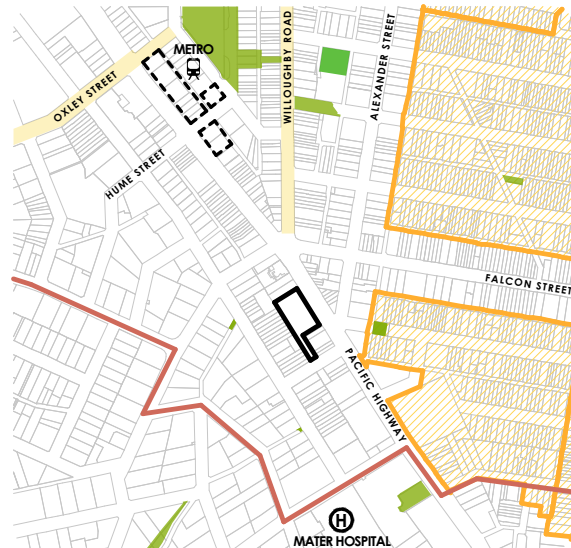 METRO
OXLEY STREET
WILLOUGHBY ROAD
ALEXANDER STREET
HUME STREET
FALCON STREET
PACIFIC HIGHWAY
H
MATER HOSPITAL